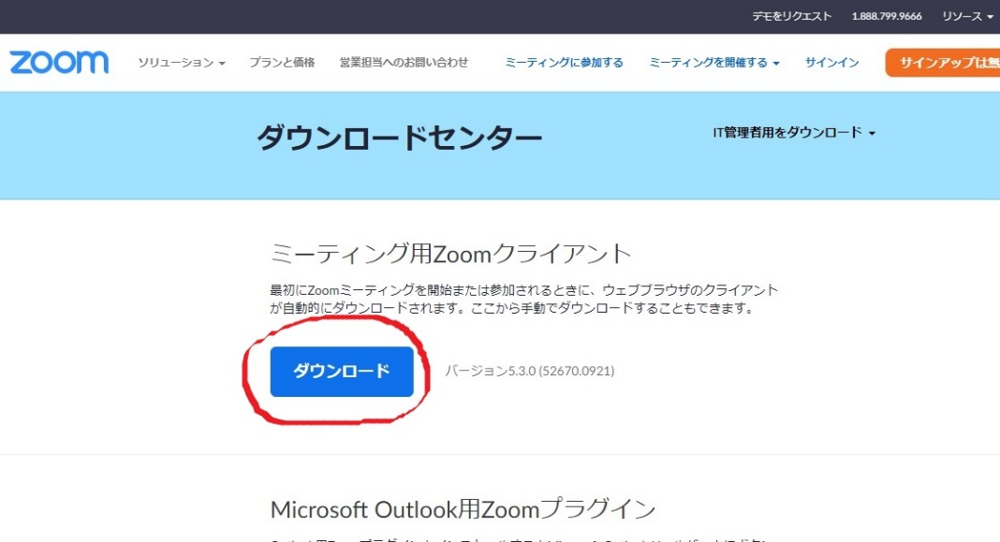 デモをリクエスト 1.888.799.9666 リソース
zoom ソリューション プランと価格 営業担当へのお問い合わせ ミーティングに参加する ミーティングを開催する サインイン サインアップは無
ダウンロードセンター
IT管理者用をダウンロード
ミーティング用Zoomクライアント
最初にZoomミーティングを開始または参加されるときに、ウェブブラウザのクライアント
が自動的にダウンロードされます。ここから手動でダウンロードすることもできます。
ダウンロード バージョン5.3.0 (52670.0921)
Microsoft Outlook用Zoomプラグイン